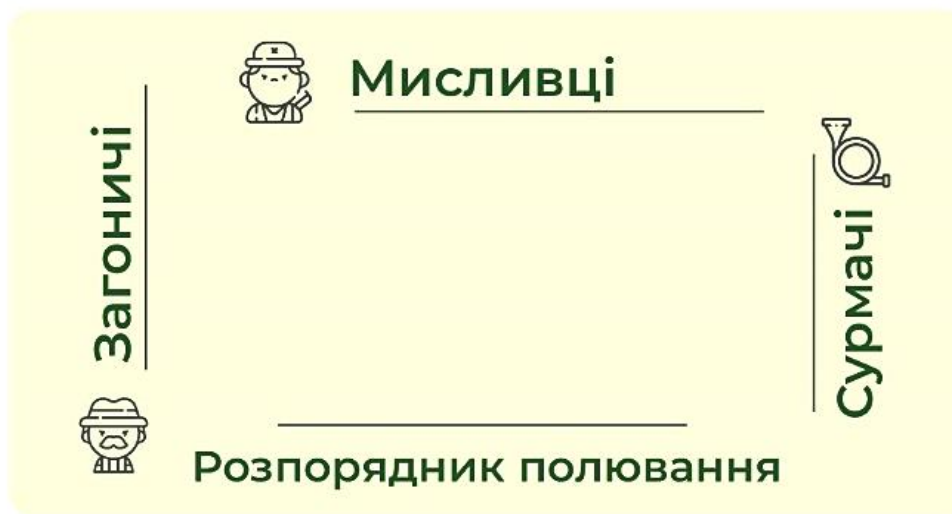 Мисливці
Загоничі
Сурмачі
Розпорядник полювання